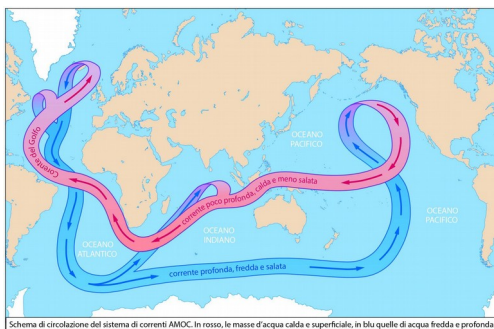 Corente del Golfo
OCEANO
PACIFICO
corrente poco profonda, calda e meno salata
OCEANO
ATLANTICO
OCEANO
INDIANO
OCEANO
PACIFICO
corrente profonda, fredda e salata
Schema di circolazione del sistema di correnti AMOC. In rosso, le masse d'acqua calda e superficiale, in blu quelle di acqua fredda e profonda